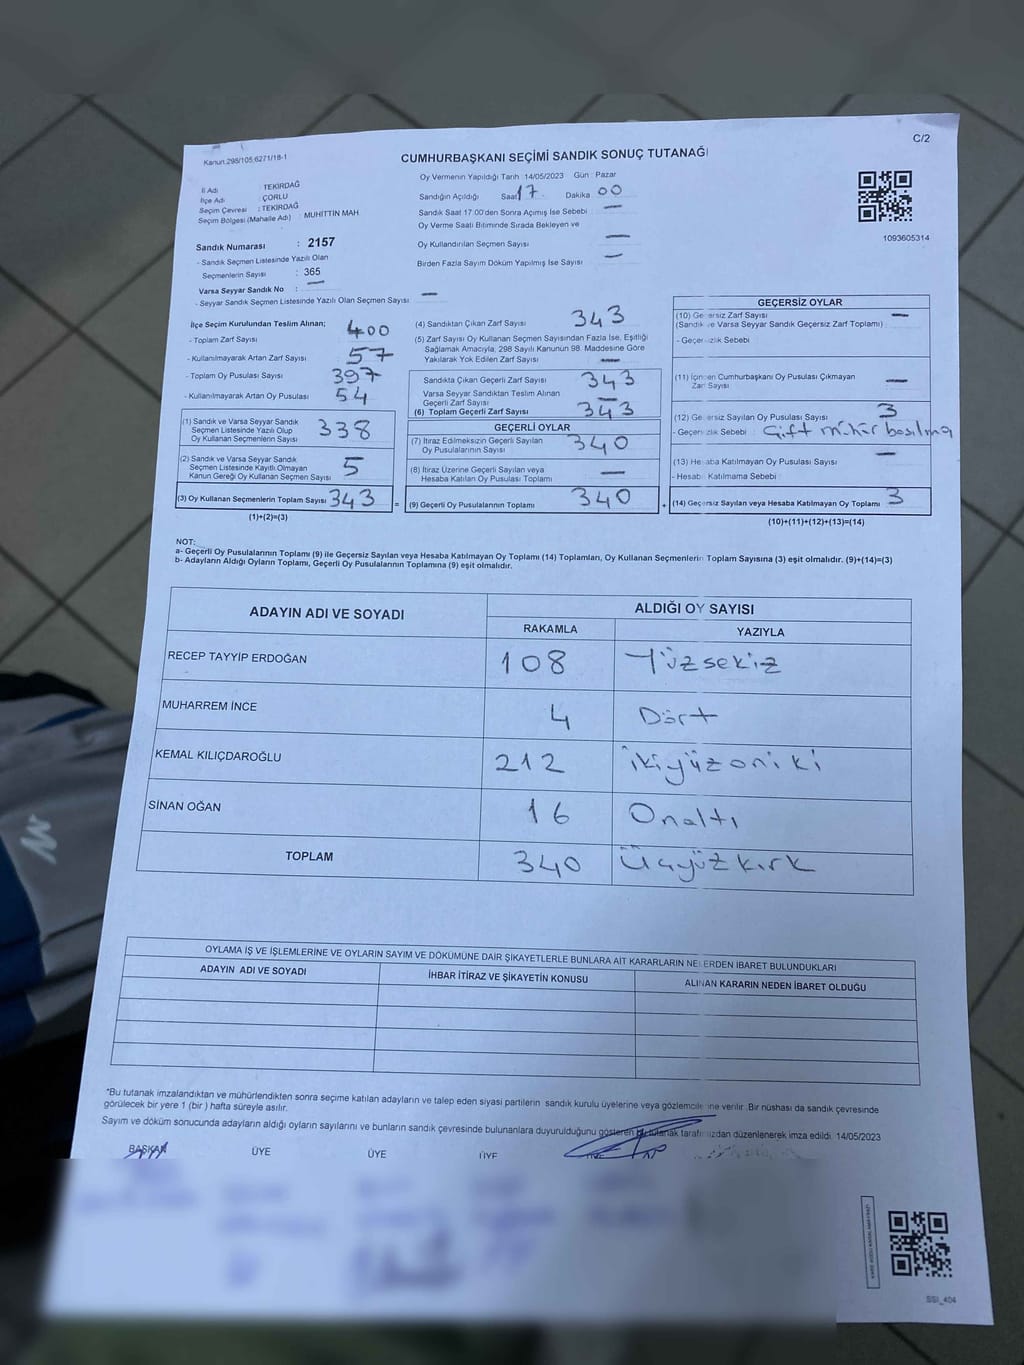 C/2
Kanun.298/105,6271/18-1
CUMHURBAŞKANI SEÇİMİ SANDIK SONUÇ TUTANAĞI
İl Adı : TEKİRDAĞ
İlçe Adı : ÇORLU
Seçim Çevresi : TEKİRDAĞ
Seçim Bölgesi (Mahalle Adı) : MUHİTTİN MAH
Sandık Numarası : 2157
- Sandık Seçmen Listesinde Yazılı Olan
Seçmenlerin Sayısı : 365
Varsa Seyyar Sandık No : —
- Seyyar Sandık Seçmen Listesinde Yazılı Olan Seçmen Sayısı —
Oy Vermenin Yapıldığı Tarih 14/05/2023 Gün : Pazar
Sandığın Açıldığı Saat 17 Dakika 00
Sandık Saat 17:00'den Sonra Açımış İse Sebebi —
Oy Verme Saati Bitiminde Sırada Bekleyen ve
Oy Kullandırılan Seçmen Sayısı —
Birden Fazla Sayım Döküm Yapılmış İse Sayısı —
1093605314
İlçe Seçim Kurulundan Teslim Alınan;
- Toplam Zarf Sayısı 400
- Kullanılmayarak Artan Zarf Sayısı 57
- Toplam Oy Pusulası Sayısı 397
- Kullanılmayarak Artan Oy Pusulası 54
(1) Sandık ve Varsa Seyyar Sandık
Seçmen Listesinde Yazılı Olup
Oy Kullanan Seçmenlerin Sayısı 338
(2) Sandık ve Varsa Seyyar Sandık
Seçmen Listesinde Kayıtlı Olmayan
Kanun Gereği Oy Kullanan Seçmen Sayısı 5
(3) Oy Kullanan Seçmenlerin Toplam Sayısı 343 =
(1)+(2)=(3)
(4) Sandıktan Çıkan Zarf Sayısı 343
(5) Zarf Sayısı Oy Kullanan Seçmen Sayısından Fazla İse, Eşitliği
Sağlamak Amacıyla, 298 Sayılı Kanunun 98. Maddesine Göre
Yakılarak Yok Edilen Zarf Sayısı —
Sandıkta Çıkan Geçerli Zarf Sayısı 343
Varsa Seyyar Sandıktan Teslim Alınan
Geçerli Zarf Sayısı —
(6) Toplam Geçerli Zarf Sayısı 343
GEÇERLİ OYLAR
(7) İtiraz Edilmeksizin Geçerli Sayılan
Oy Pusulalarının Sayısı 340
(8) İtiraz Üzerine Geçerli Sayılan veya
Hesaba Katılan Oy Pusulası Toplamı —
(9) Geçerli Oy Pusulalarının Toplamı 340 +
GEÇERSİZ OYLAR
(10) Geçersiz Zarf Sayısı —
(Sandık ve Varsa Seyyar Sandık Geçersiz Zarf Toplamı)
- Geçersizlik Sebebi
(11) İçinden Cumhurbaşkanı Oy Pusulası Çıkmayan
Zarf Sayısı —
(12) Geçersiz Sayılan Oy Pusulası Sayısı 3
- Geçersizlik Sebebi : Çift mühür basılma
(13) Hesaba Katılmayan Oy Pusulası Sayısı —
- Hesaba Katılmama Sebebi
(14) Geçersiz Sayılan veya Hesaba Katılmayan Oy Toplamı 3
(10)+(11)+(12)+(13)=(14)
NOT:
a- Geçerli Oy Pusulalarının Toplamı (9) ile Geçersiz Sayılan veya Hesaba Katılmayan Oy Toplamı (14) Toplamları, Oy Kullanan Seçmenlerin Toplam Sayısına (3) eşit olmalıdır. (9)+(14)=(3)
b- Adayların Aldığı Oyların Toplamı, Geçerli Oy Pusulalarının Toplamına (9) eşit olmalıdır.
ADAYIN ADI VE SOYADI ALDIĞI OY SAYISI
RAKAMLA YAZIYLA
RECEP TAYYİP ERDOĞAN 108 Yüzsekiz
MUHARREM İNCE 4 Dört
KEMAL KILIÇDAROĞLU 212 ikiyüzoniki
SİNAN OĞAN 16 Onaltı
TOPLAM 340 Üçyüzkırk
OYLAMA İŞ VE İŞLEMLERİNE VE OYLARIN SAYIM VE DÖKÜMÜNE DAİR ŞİKAYETLERLE BUNLARA AİT KARARLARIN NELERDEN İBARET BULUNDUKLARI
ADAYIN ADI VE SOYADI İHBAR İTİRAZ VE ŞİKAYETİN KONUSU ALINAN KARARIN NEDEN İBARET OLDUĞU
*Bu tutanak imzalandıktan ve mühürlendikten sonra seçime katılan adayların ve talep eden siyasi partilerin sandık kurulu üyelerine veya gözlemcilerine verilir. Bir nüshası da sandık çevresinde
görülecek bir yere 1 (bir ) hafta süreyle asılır.
Sayım ve döküm sonucunda adayların aldığı oyların sayılarını ve bunların sandık çevresinde bulunanlara duyurulduğunu gösteren bu tutanak tarafımızdan düzenlenerek imza edildi. 14/05/2023
BAŞKAN ÜYE ÜYE ÜYE ÜYE
SSI_404